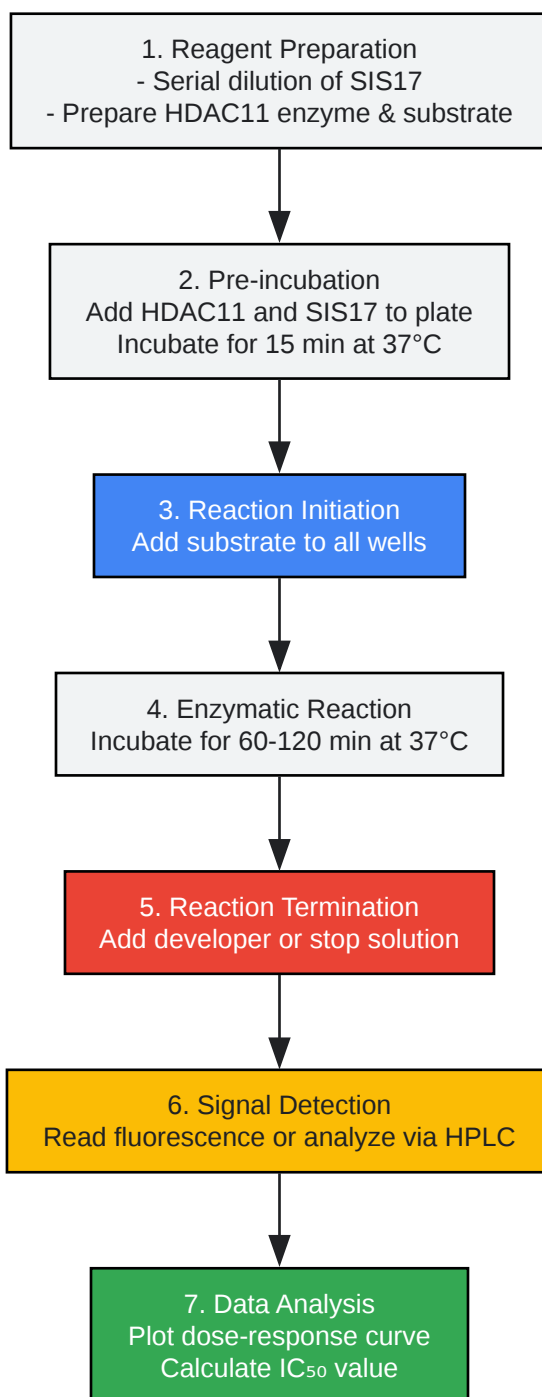 1. Reagent Preparation
- Serial dilution of SIS17
- Prepare HDAC11 enzyme & substrate
2. Pre-incubation
Add HDAC11 and SIS17 to plate
Incubate for 15 min at 37°C
3. Reaction Initiation
Add substrate to all wells
4. Enzymatic Reaction
Incubate for 60-120 min at 37°C
5. Reaction Termination
Add developer or stop solution
6. Signal Detection
Read fluorescence or analyze via HPLC
7. Data Analysis
Plot dose-response curve
Calculate IC₅₀ value